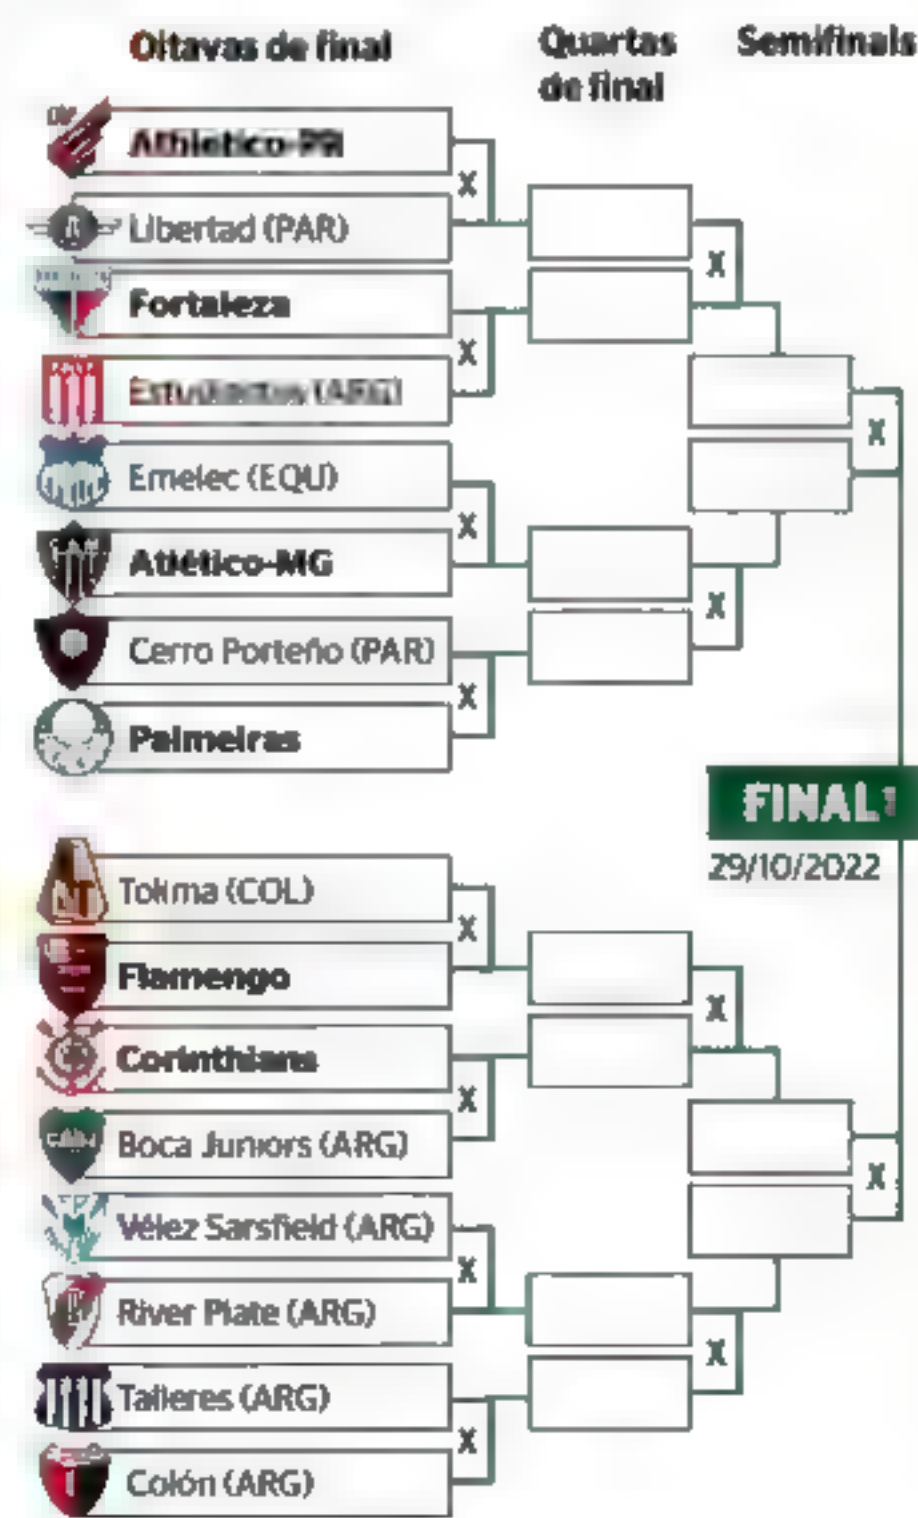 Oitavas de final
Quartas
de final
Semifinais
Athletico-PR
X
Libertad (PAR)
X
Fortaleza
X
Estudiantes (ARG)
X
Emelec (EQU)
X
Atlético-MG
X
Cerro Porteño (PAR)
X
Palmeiras
FINAL
29/10/2022
Tolima (COL)
X
Flamengo
X
Corinthians
X
Boca Juniors (ARG)
X
Vélez Sarsfield (ARG)
X
River Plate (ARG)
X
Talleres (ARG)
X
Colón (ARG)